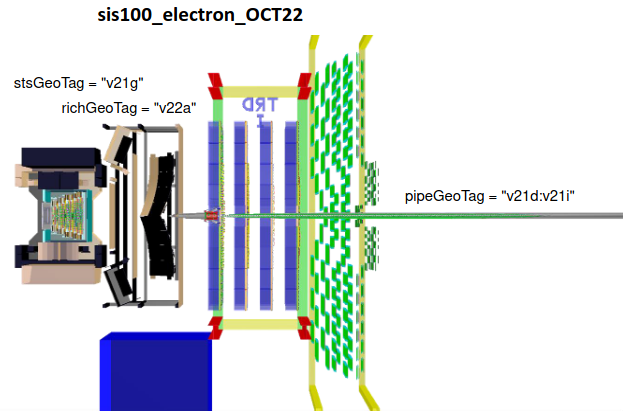 sis100_electron_OCT22
stsGeoTag = "v21g"
richGeoTag = "v22a"
TRD
I
pipeGeoTag = "v21d:v21i"